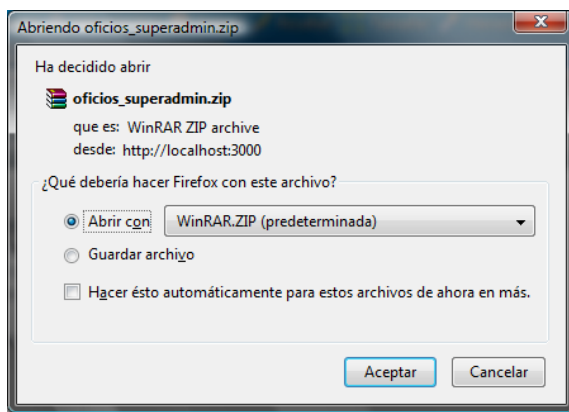 Abriendo oficios_superadmin.zip
Ha decidido abrir
oficios_superadmin.zip
que es: WinRAR ZIP archive
desde: http://localhost:3000
¿Qué debería hacer Firefox con este archivo?
Abrir con WinRAR.ZIP (predeterminada)
Guardar archivo
Hacer ésto automáticamente para estos archivos de ahora en más.
Aceptar Cancelar